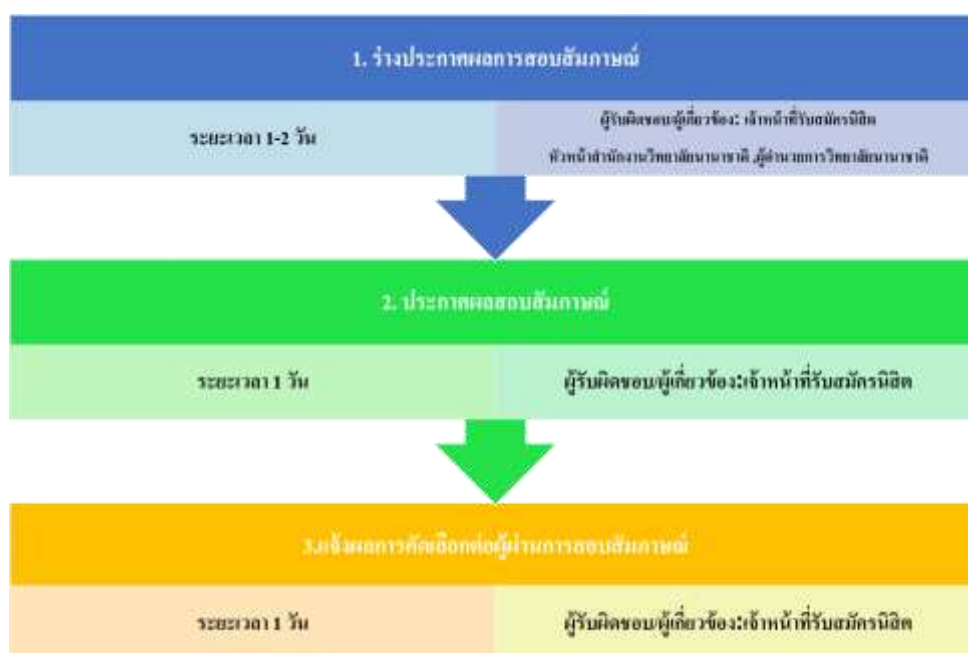 1. ร่างประกาศผลการสอบสัมภาษณ์
ระยะเวลา 1-2 วัน
ผู้รับผิดชอบ/ผู้เกี่ยวข้อง: เจ้าหน้าที่รับสมัครนิสิต
หัวหน้าสำนักงานวิทยาลัยนานาชาติ ,ผู้อำนวยการวิทยาลัยนานาชาติ
2. ประกาศผลสอบสัมภาษณ์
ระยะเวลา 1 วัน
ผู้รับผิดชอบ/ผู้เกี่ยวข้อง:เจ้าหน้าที่รับสมัครนิสิต
3.แจ้งผลการคัดเลือกต่อผู้ผ่านการสอบสัมภาษณ์
ระยะเวลา 1 วัน
ผู้รับผิดชอบ/ผู้เกี่ยวข้อง:เจ้าหน้าที่รับสมัครนิสิต